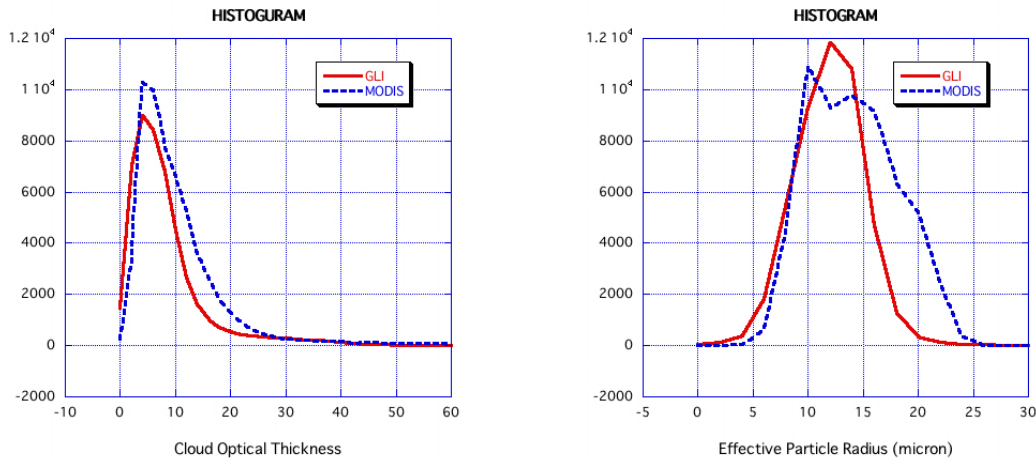 HISTOGURAM
1.2 10⁴
1 10⁴
8000
6000
4000
2000
0
-2000
-10 0 10 20 30 40 50 60
GLI
MODIS
Cloud Optical Thickness
HISTOGRAM
1.2 10⁴
1 10⁴
8000
6000
4000
2000
0
-2000
-5 0 5 10 15 20 25 30
GLI
MODIS
Effective Particle Radius (micron)